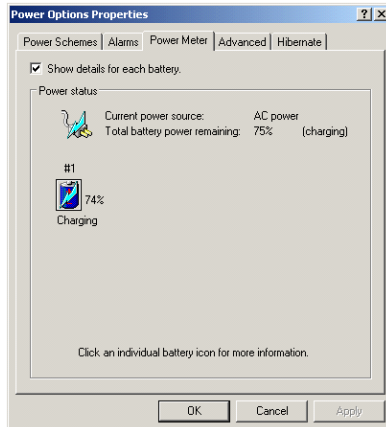 Power Options Properties
Power Schemes Alarms Power Meter Advanced Hibernate
Show details for each battery.
Power status
Current power source: AC power
Total battery power remaining: 75% (charging)
#1
74%
Charging
Click an individual battery icon for more information.
OK Cancel Apply